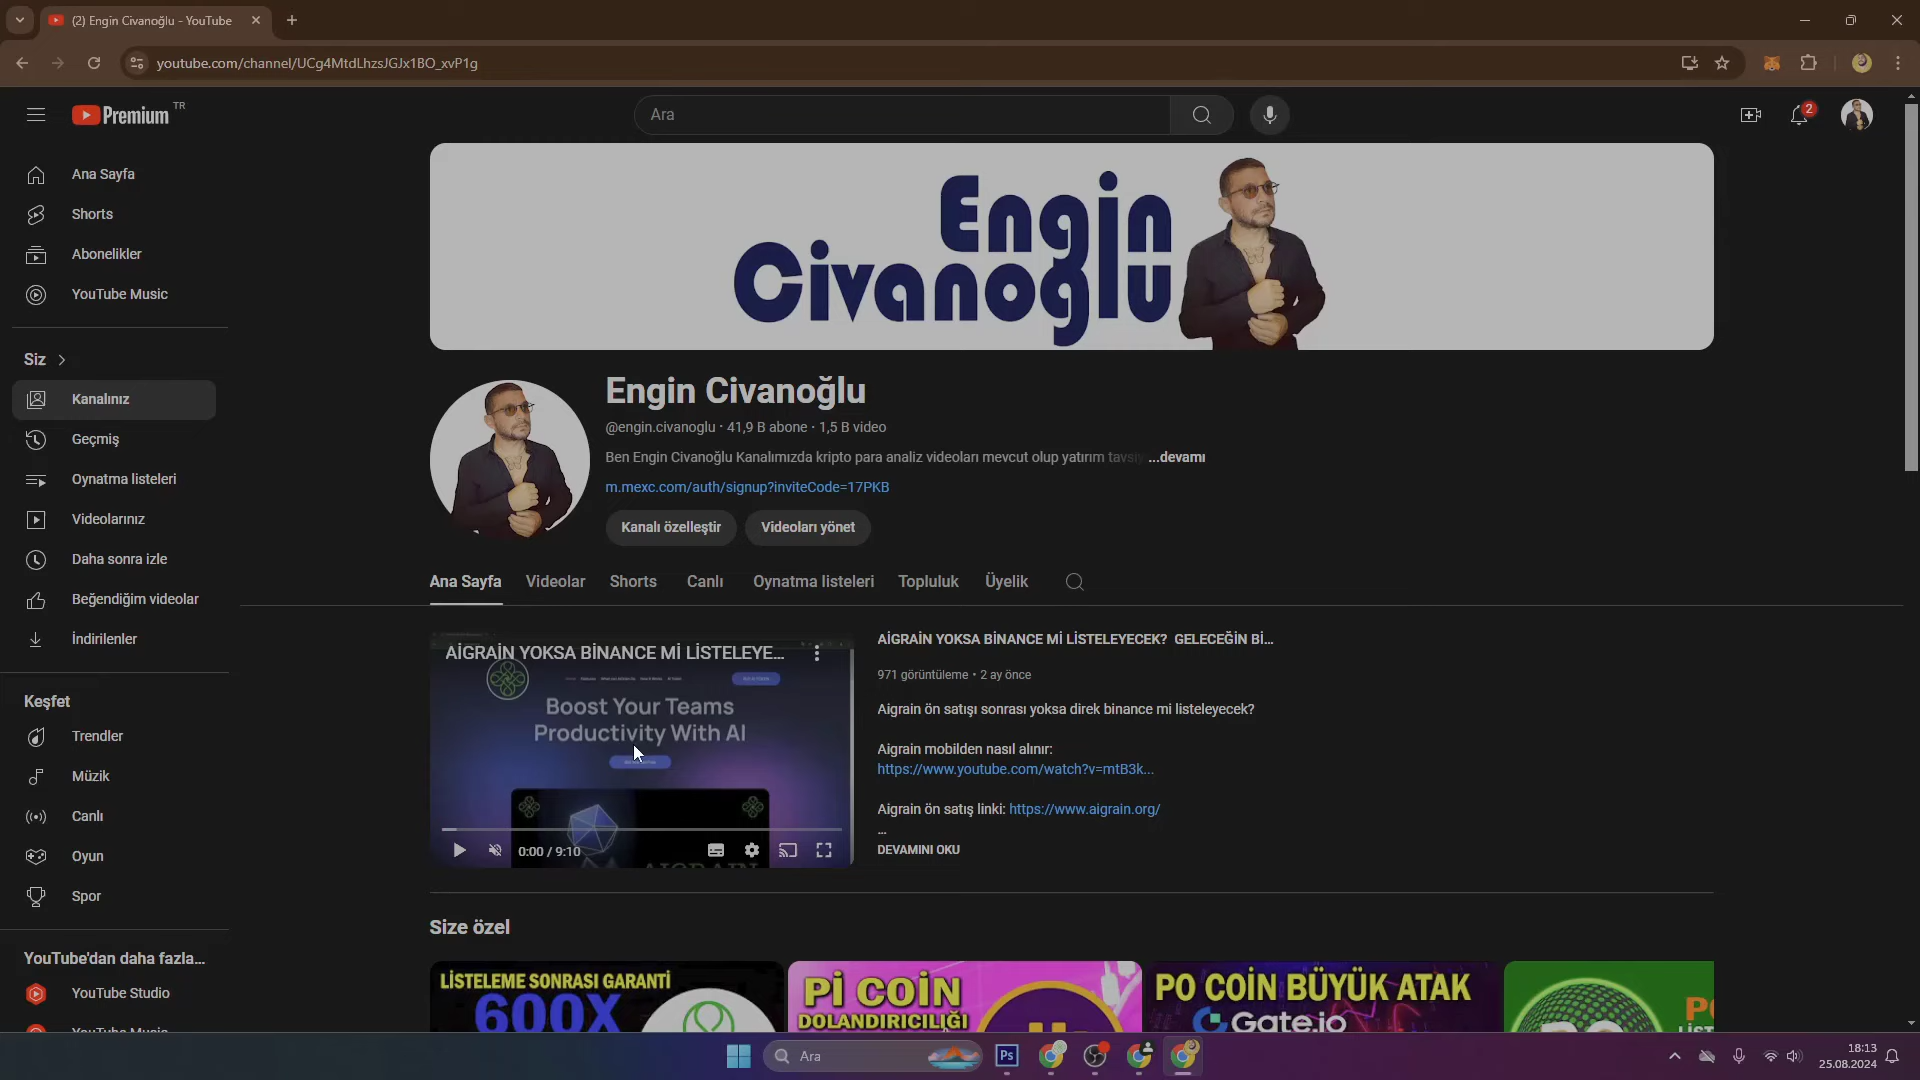 (2) Engin Civanoğlu - YouTube
youtube.com/channel/UCg4MtdLhzsJGJx1BO_xvP1g
Premium TR
Ara
2
Ana Sayfa
Shorts
Abonelikler
YouTube Music
Siz
Kanalınız
Geçmiş
Oynatma listeleri
Videolarınız
Daha sonra izle
Beğendiğim videolar
İndirilenler
Keşfet
Trendler
Müzik
Canlı
Oyun
Spor
YouTube'dan daha fazla...
YouTube Studio
YouTube Music
Engin
Civanoğlu
Engin Civanoğlu
@engin.civanoglu · 41,9 B abone · 1,5 B video
Ben Engin Civanoğlu Kanalımızda kripto para analiz videoları mevcut olup yatırım tavsiy ...devamı
m.mexc.com/auth/signup?inviteCode=17PKB
Kanalı özelleştir
Videoları yönet
Ana Sayfa Videolar Shorts Canlı Oynatma listeleri Topluluk Üyelik
AİGRAİN YOKSA BİNANCE Mİ LİSTELEYE...
Boost Your Teams
Productivity With AI
AIGRAIN
0:00 / 9:10
AİGRAİN YOKSA BİNANCE Mİ LİSTELEYECEK? GELECEĞİN Bİ...
971 görüntüleme · 2 ay önce
Aigrain ön satışı sonrası yoksa direk binance mi listeleyecek?
Aigrain mobilden nasıl alınır:
https://www.youtube.com/watch?v=mtB3k...
Aigrain ön satış linki: https://www.aigrain.org/
...
DEVAMINI OKU
Size özel
LİSTELEME SONRASI GARANTİ
600X
Pİ COİN
DOLANDIRICILIĞI
PO COİN BÜYÜK ATAK
Gate.io
Ps
Ara
18:13
25.08.2024